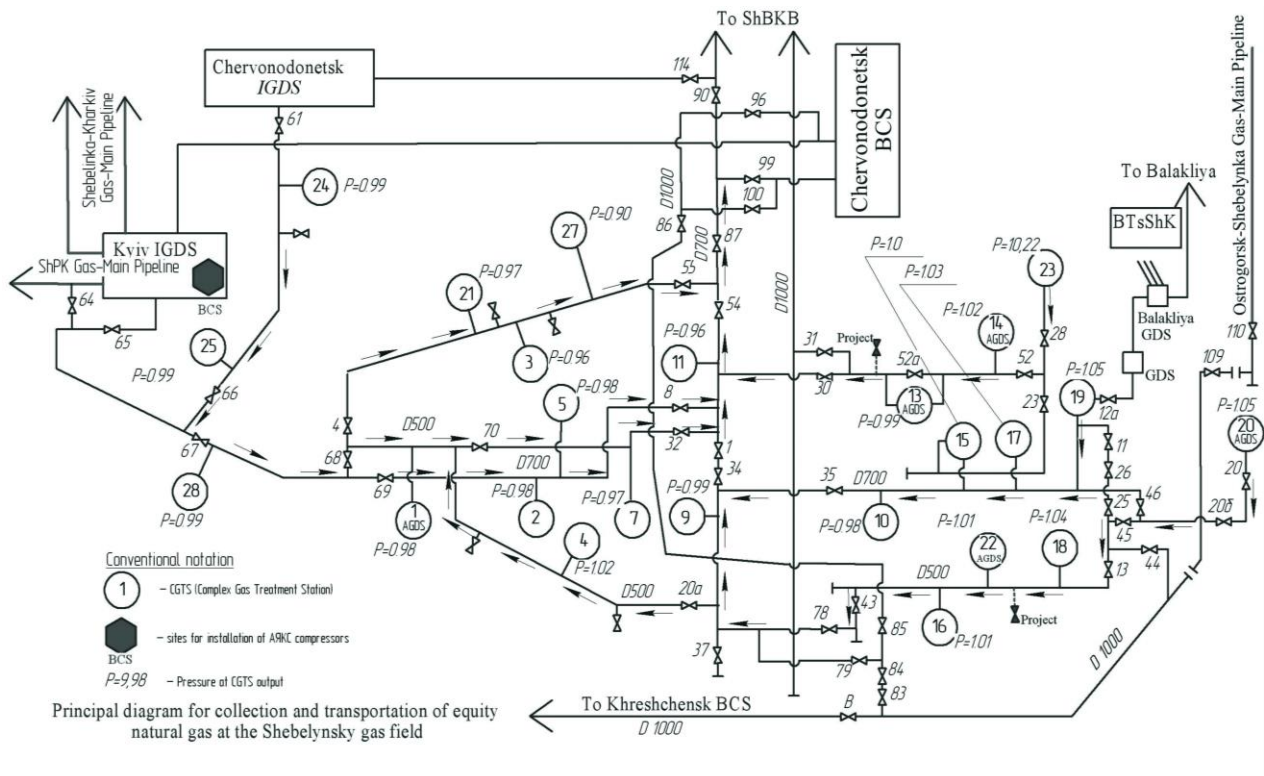 To ShBKB
Chervonodonetsk
IGDS
114
90
96
Chervonodonetsk
BCS
Shebelinka-Kharkiv
Gas-Main Pipeline
61
24
P=0.99
99
100
D1000
86
D700
87
Ostrogorsk-Shebelynka Gas-Main Pipeline
To Balakliya
BTsShK
Kyiv IGDS
ShPK Gas-Main Pipeline
BCS
64
65
27
P=0.90
21
P=0.97
55
54
3
P=0.96
P=0.96
11
D1000
P=1.0
P=1.03
P=10,22
23
P=1.02
14
AGDS
28
Balakliya
GDS
GDS
110
109
31
Project
52a
52
30
13
AGDS
P=0.99
23
P=1.05
19
12a
P=1.05
20
AGDS
25
P=0.99
66
67
28
P=0.99
5
P=0.98
8
32
4
D500
70
68
D700
69
1
AGDS
P=0.98
P=0.98
2
P=0.97
7
1
34
P=0.99
9
15
17
11
26
35
D700
10
P=0.98
P=1.01
P=1.04
25
46
45
20
20б
22
AGDS
18
13
44
4
P=1.02
D500
20a
D500
16
P=1.01
Project
78
43
85
37
79
84
83
B
D 1000
Conventional notation
1
– CGTS (Complex Gas Treatment Station)
– sites for installation of АЯКС compressors
BCS
P=9,98 – Pressure at CGTS output
To Khreshchensk BCS
D 1000
Principal diagram for collection and transportation of equity
natural gas at the Shebelynsky gas field